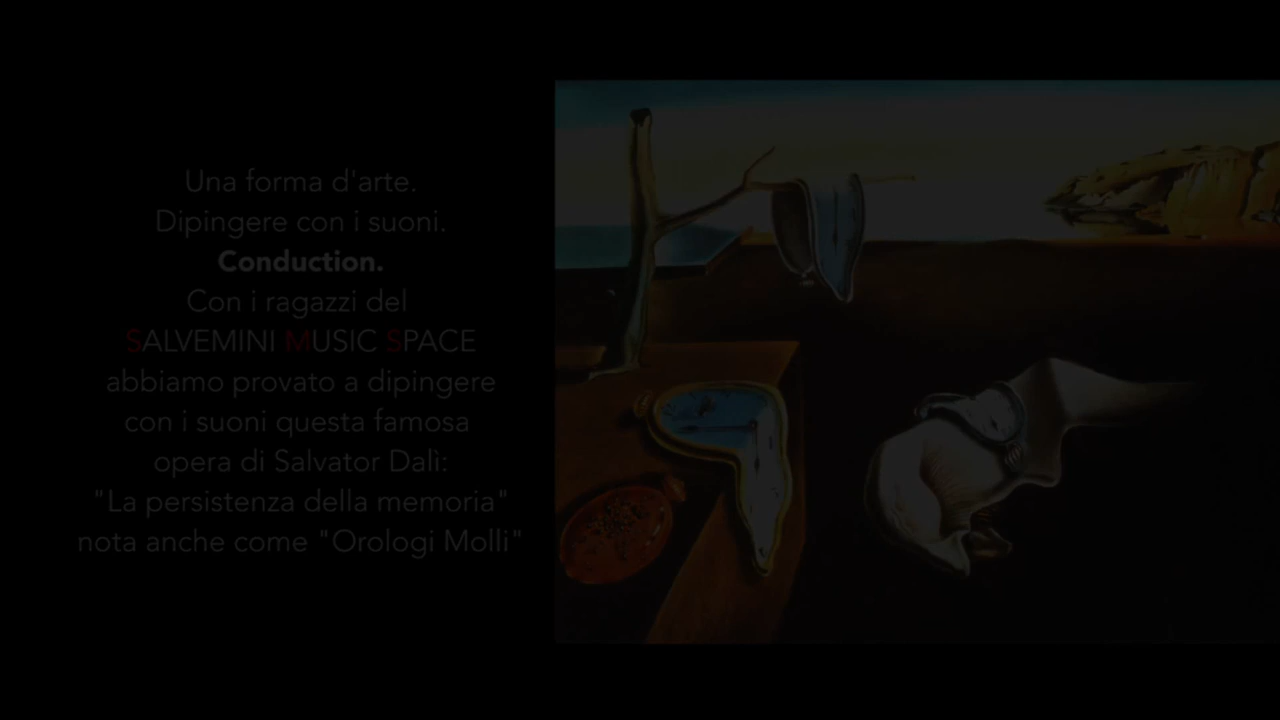 Una forma d'arte.
Dipingere con i suoni.
Conduction.
Con i ragazzi del
SALVEMINI MUSIC SPACE
abbiamo provato a dipingere
con i suoni questa famosa
opera di Salvator Dalì:
"La persistenza della memoria"
nota anche come "Orologi Molli"